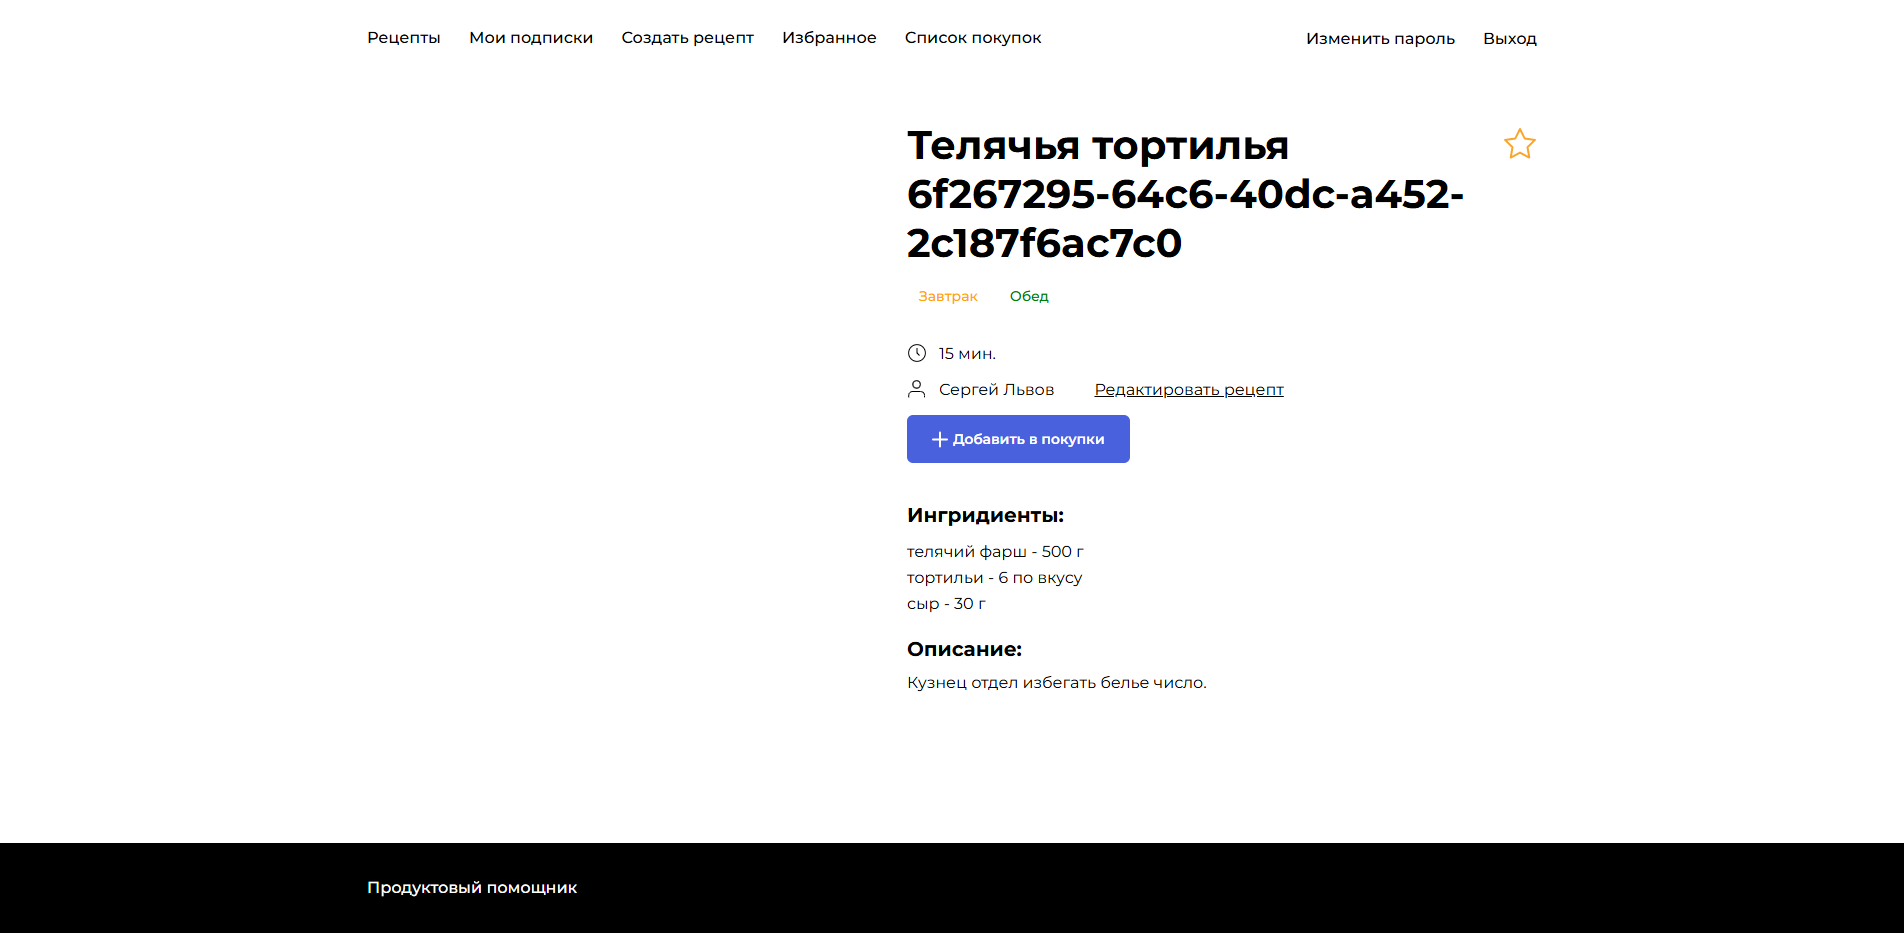 Рецепты Мои подписки Создать рецепт Избранное Список покупок Изменить пароль Выход
Телячья тортилья
6f267295-64c6-40dc-a452-
2c187f6ac7c0
Завтрак Обед
15 мин.
Сергей Львов Редактировать рецепт
Добавить в покупки
Ингридиенты:
телячий фарш - 500 г
тортильи - 6 по вкусу
сыр - 30 г
Описание:
Кузнец отдел избегать белье число.
Продуктовый помощник